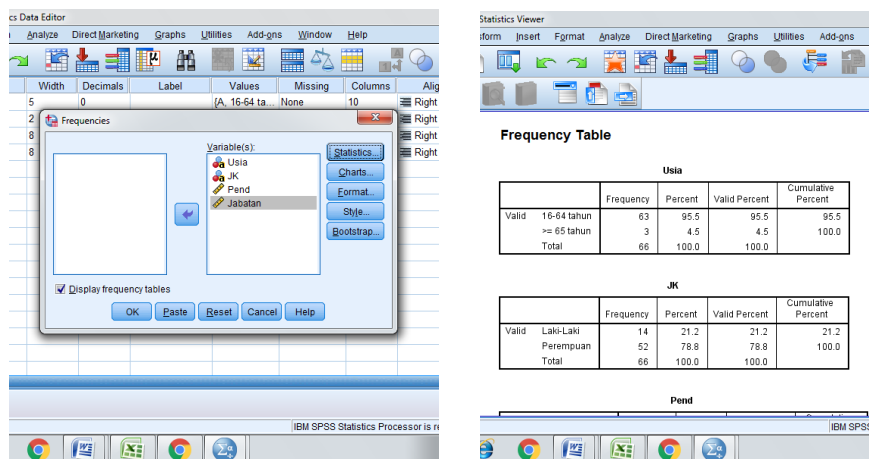 cs Data Editor
Analyze Direct Marketing Graphs Utilities Add-ons Window Help
Width Decimals Label Values Missing Columns Alig
5 0 {A, 16-64 ta... None 10 Right
2 Right
8 Right
8 Right
Frequencies
Variable(s):
Usia
JK
Pend
Jabatan
Statistics...
Charts...
Format...
Style...
Bootstrap...
Display frequency tables
OK Paste Reset Cancel Help
IBM SPSS Statistics Processor is re
Statistics Viewer
sform Insert Format Analyze Direct Marketing Graphs Utilities Add-ons
Frequency Table
Usia
Frequency Percent Valid Percent Cumulative Percent
Valid 16-64 tahun 63 95.5 95.5 95.5
>= 65 tahun 3 4.5 4.5 100.0
Total 66 100.0 100.0
JK
Frequency Percent Valid Percent Cumulative Percent
Valid Laki-Laki 14 21.2 21.2 21.2
Perempuan 52 78.8 78.8 100.0
Total 66 100.0 100.0
Pend
IBM SPSS